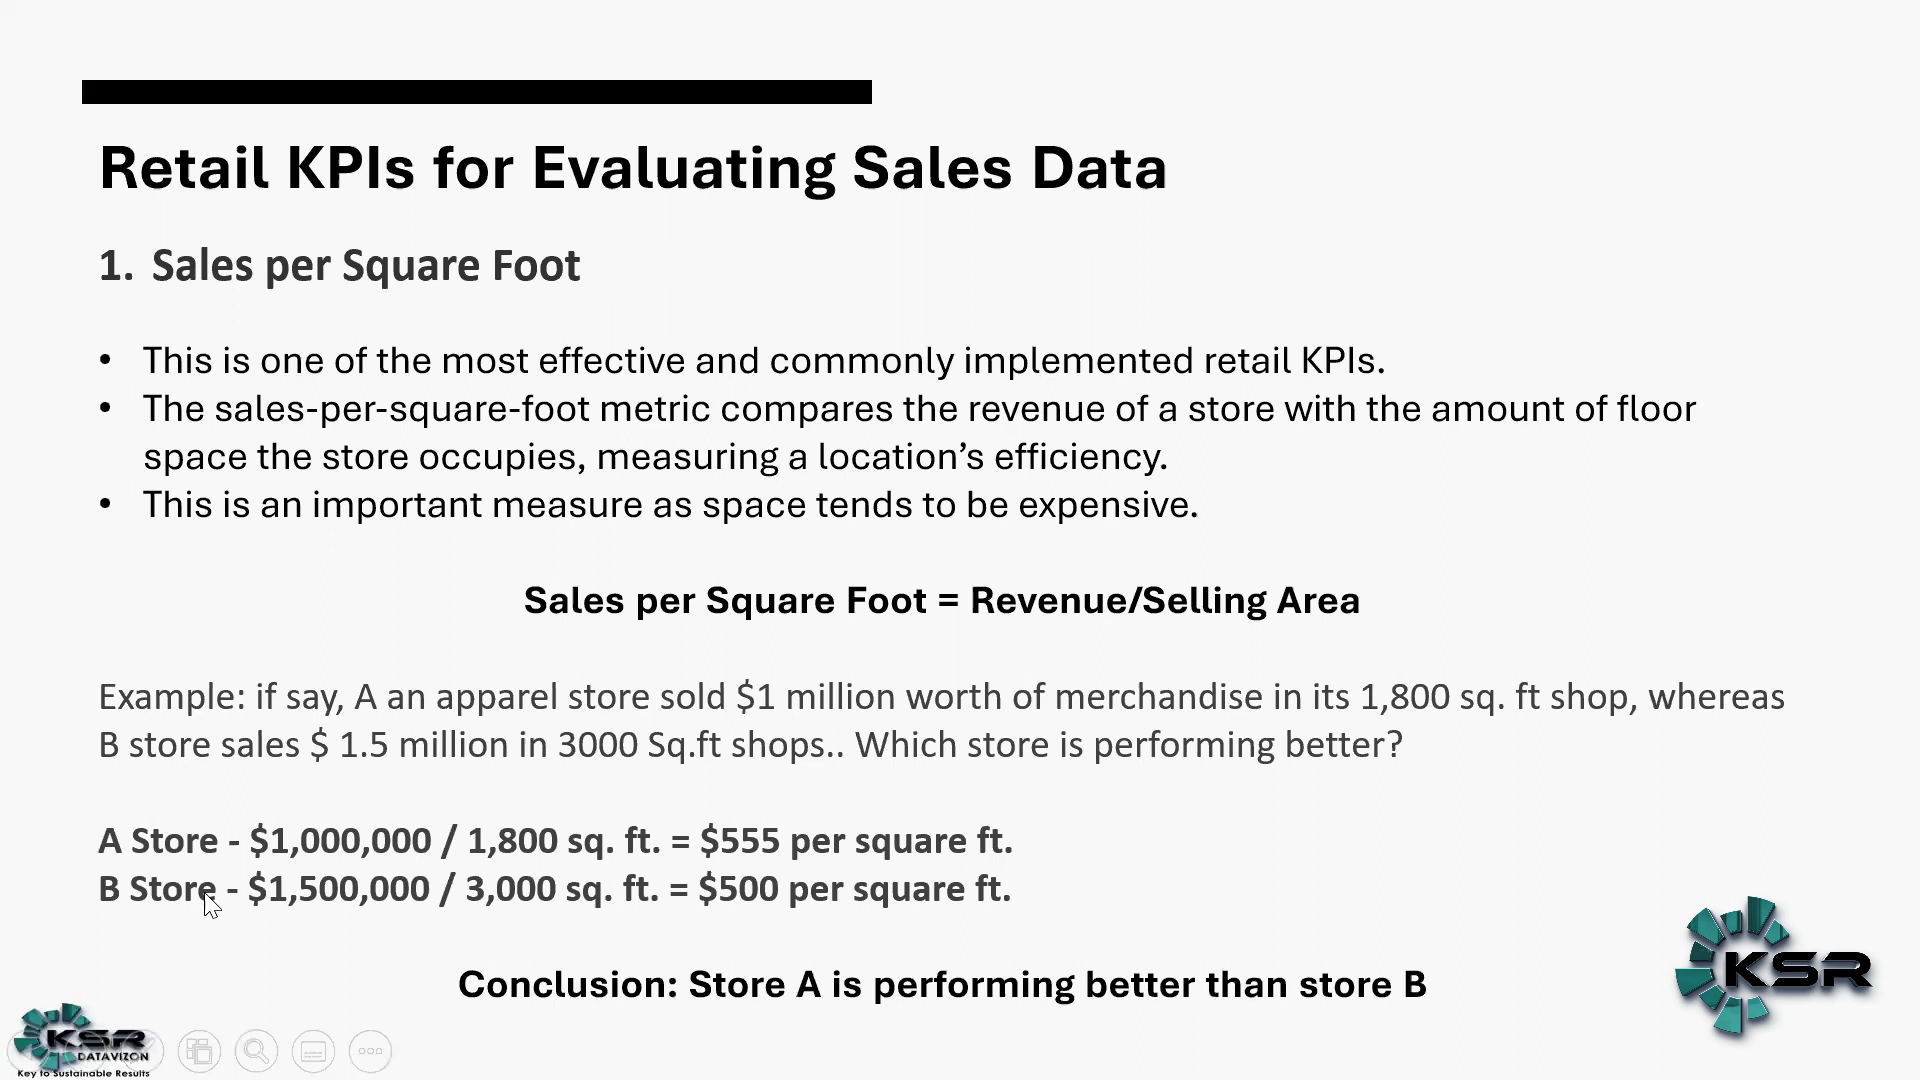 Retail KPIs for Evaluating Sales Data
1. Sales per Square Foot
• This is one of the most effective and commonly implemented retail KPIs.
• The sales-per-square-foot metric compares the revenue of a store with the amount of floor
space the store occupies, measuring a location’s efficiency.
• This is an important measure as space tends to be expensive.
Sales per Square Foot = Revenue/Selling Area
Example: if say, A an apparel store sold $1 million worth of merchandise in its 1,800 sq. ft shop, whereas
B store sales $ 1.5 million in 3000 Sq.ft shops.. Which store is performing better?
A Store - $1,000,000 / 1,800 sq. ft. = $555 per square ft.
B Store - $1,500,000 / 3,000 sq. ft. = $500 per square ft.
Conclusion: Store A is performing better than store B
KSR
KSR
DATAVIZON
Key to Sustainable Results